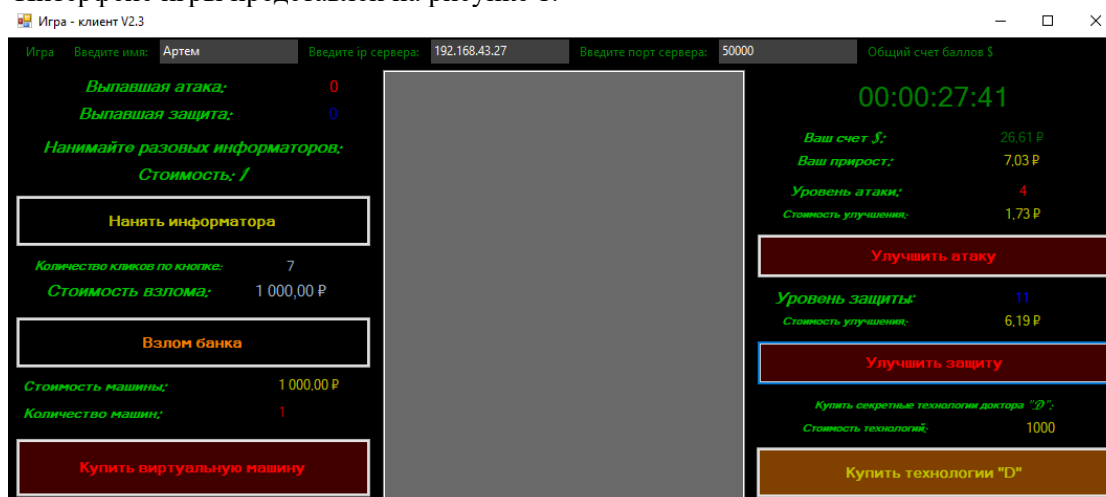 Игра - клиент V2.3
Игра Введите имя: Артем Введите ip сервера: 192.168.43.27 Введите порт сервера: 50000 Общий счет баллов $
Выпавшая атака: 0
Выпавшая защита: 0
Нанимайте разовых информаторов:
Стоимость: 1
Нанять информатора
Количество кликов по кнопке: 7
Стоимость взлома: 1 000,00 ₽
Взлом банка
Стоимость машины: 1 000,00 ₽
Количество машин: 1
Купить виртуальную машину
00:00:27:41
Ваш счет $: 26,61 ₽
Ваш прирост: 7,03 ₽
Уровень атаки: 4
Стоимость улучшения: 1,73 ₽
Улучшить атаку
Уровень защиты: 11
Стоимость улучшения: 6,19 ₽
Улучшить защиту
Купить секретные технологии доктора "D":
Стоимость технологий: 1000
Купить технологии "D"